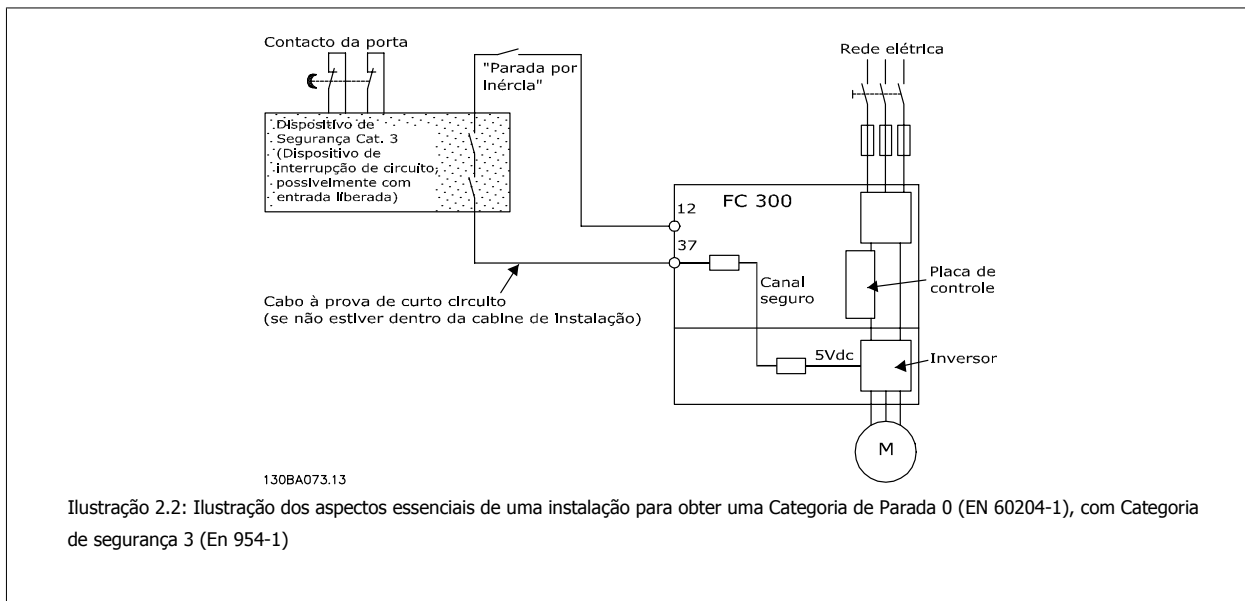 Contacto da porta
"Parada por
Inércia"
Rede elétrica
Dispositivo de
Segurança Cat. 3
(Dispositivo de
interrupção de circuito,
possivelmente com
entrada liberada)
12
FC 300
37
Canal
seguro
Placa de
controle
Cabo à prova de curto circuito
(se não estiver dentro da cabine de instalação)
5Vdc
Inversor
M
130BA073.13
Ilustração 2.2: Ilustração dos aspectos essenciais de uma instalação para obter uma Categoria de Parada 0 (EN 60204-1), com Categoria
de segurança 3 (En 954-1)